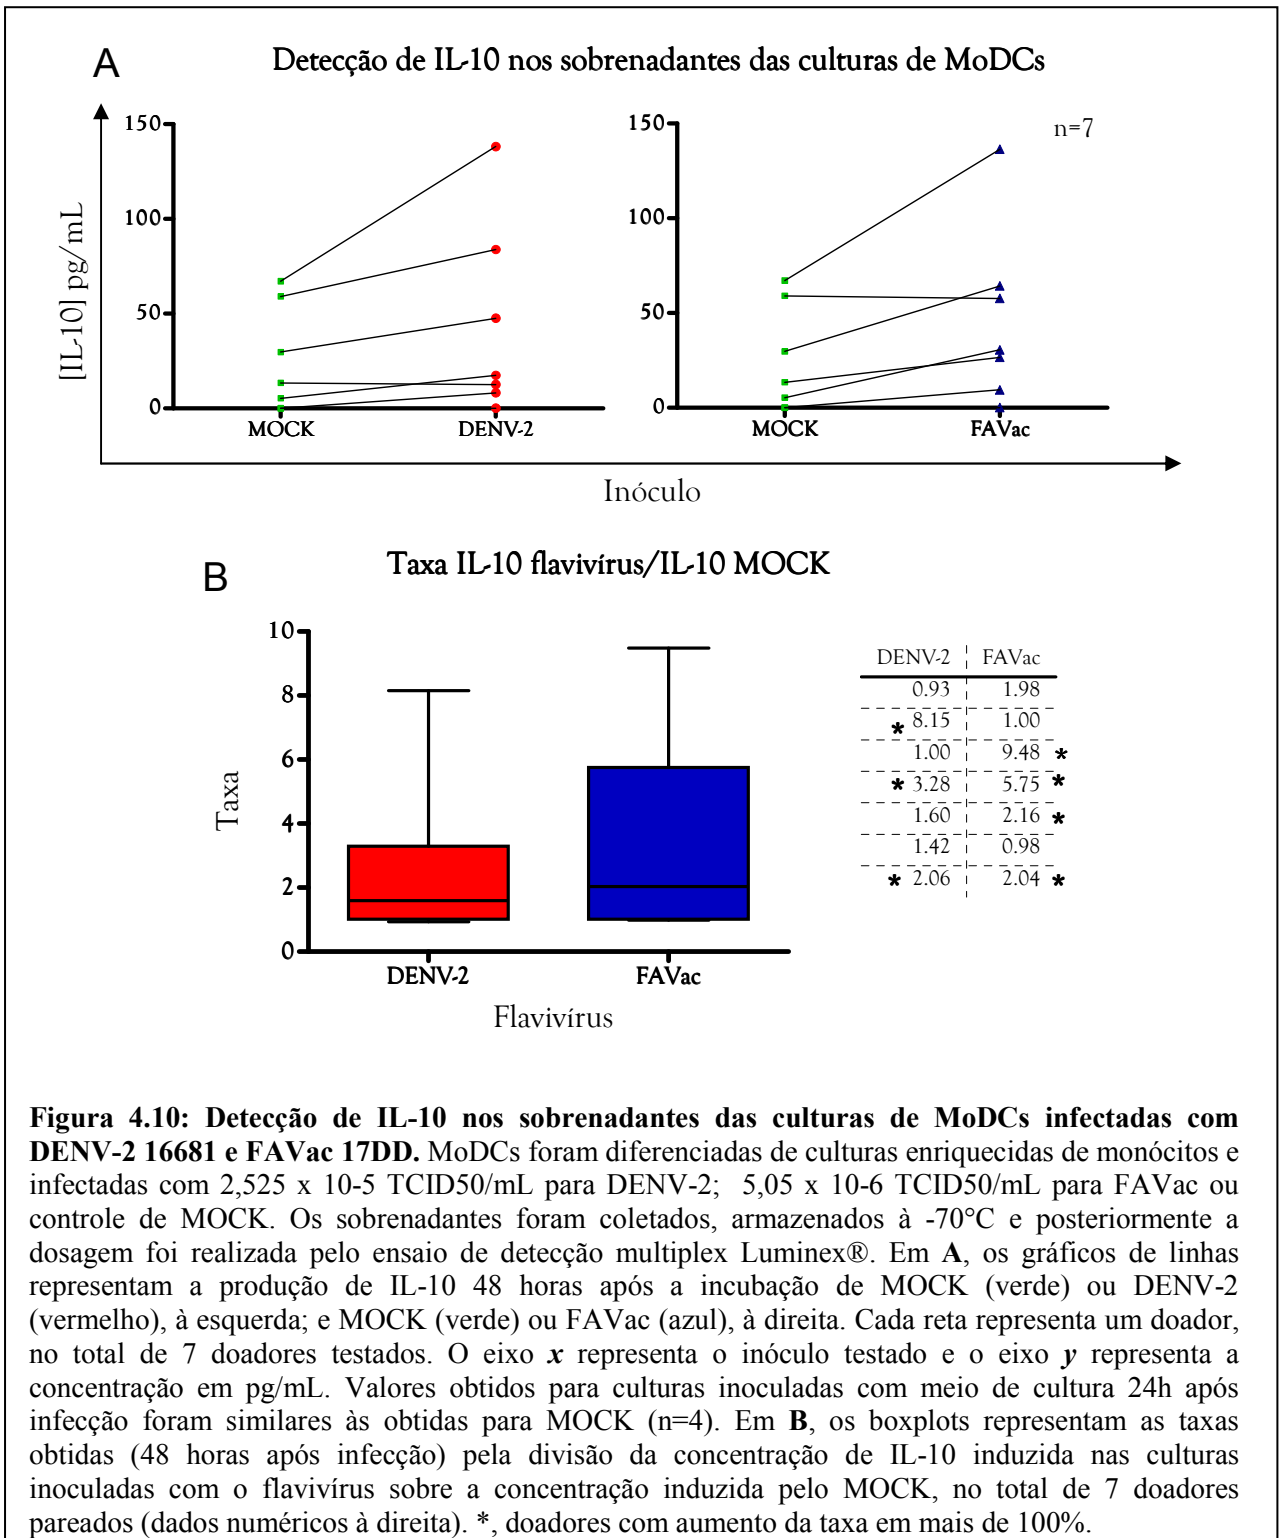 A
Detecção de IL-10 nos sobrenadantes das culturas de MoDCs
[IL-10] pg/mL
150
100
50
0
MOCK
DENV-2
150
100
50
0
n=7
MOCK
FAVac
Inóculo
B
Taxa IL-10 flavivírus/IL-10 MOCK
Taxa
10
8
6
4
2
0
DENV-2
FAVac
Flavivírus
DENV-2 FAVac
0.93 1.98
* 8.15 1.00
1.00 9.48 *
* 3.28 5.75 *
1.60 2.16 *
1.42 0.98
* 2.06 2.04 *
Figura 4.10: Detecção de IL-10 nos sobrenadantes das culturas de MoDCs infectadas com
DENV-2 16681 e FAVac 17DD. MoDCs foram diferenciadas de culturas enriquecidas de monócitos e
infectadas com 2,525 x 10-5 TCID50/mL para DENV-2; 5,05 x 10-6 TCID50/mL para FAVac ou
controle de MOCK. Os sobrenadantes foram coletados, armazenados à -70°C e posteriormente a
dosagem foi realizada pelo ensaio de detecção multiplex Luminex®. Em A, os gráficos de linhas
representam a produção de IL-10 48 horas após a incubação de MOCK (verde) ou DENV-2
(vermelho), à esquerda; e MOCK (verde) ou FAVac (azul), à direita. Cada reta representa um doador,
no total de 7 doadores testados. O eixo x representa o inóculo testado e o eixo y representa a
concentração em pg/mL. Valores obtidos para culturas inoculadas com meio de cultura 24h após
infecção foram similares às obtidas para MOCK (n=4). Em B, os boxplots representam as taxas
obtidas (48 horas após infecção) pela divisão da concentração de IL-10 induzida nas culturas
inoculadas com o flavivírus sobre a concentração induzida pelo MOCK, no total de 7 doadores
pareados (dados numéricos à direita). *, doadores com aumento da taxa em mais de 100%.